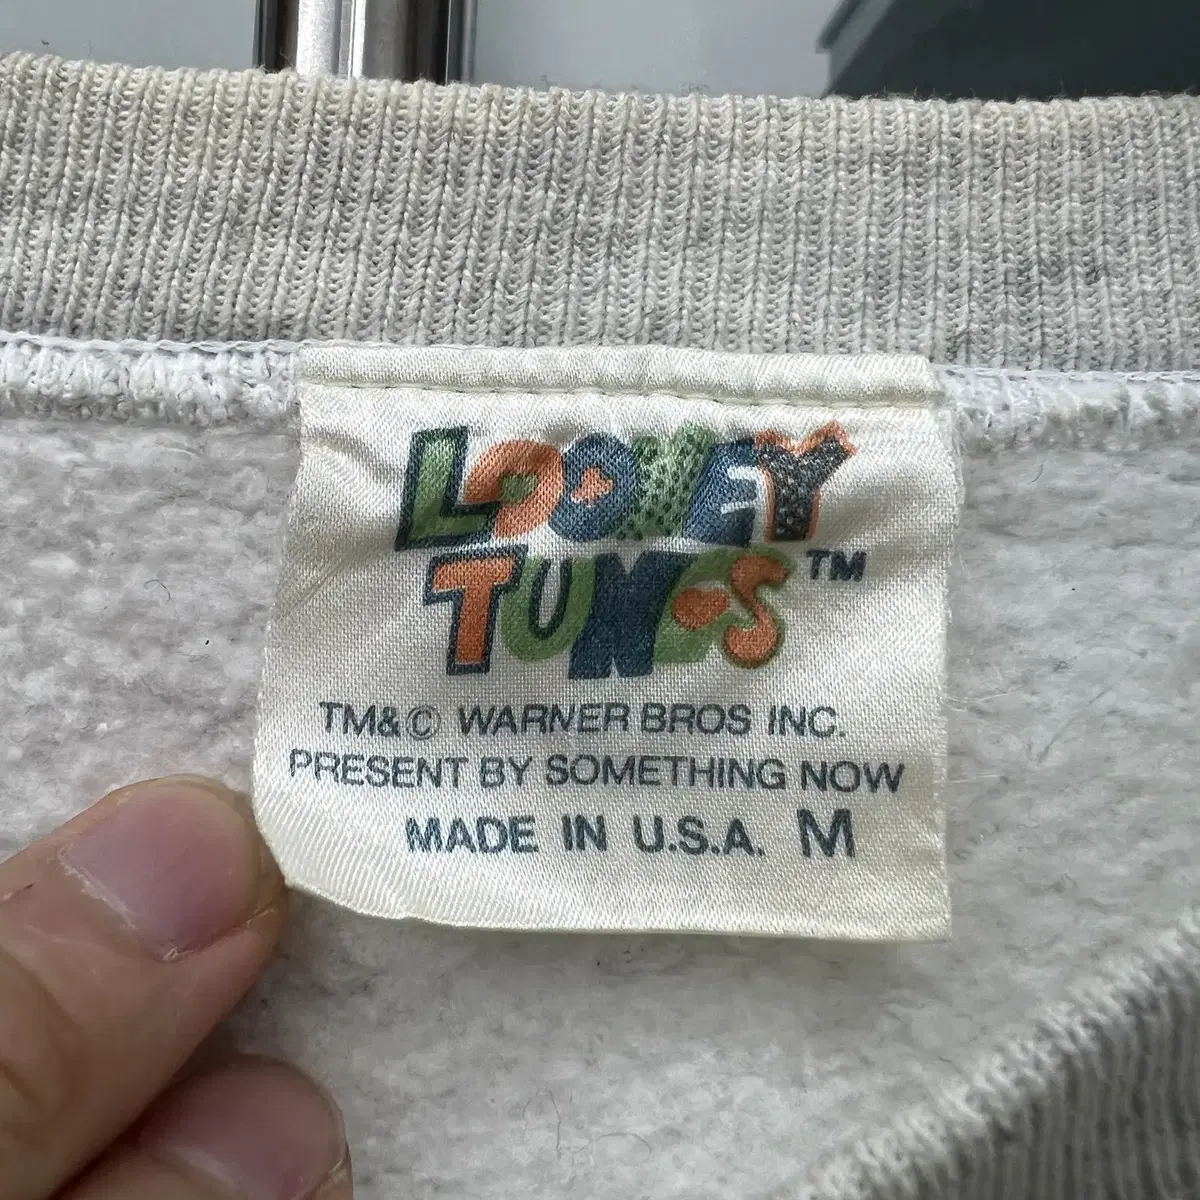 LOONEY
TUNES™
TM&© WARNER BROS INC.
PRESENT BY SOMETHING NOW
MADE IN U.S.A. M